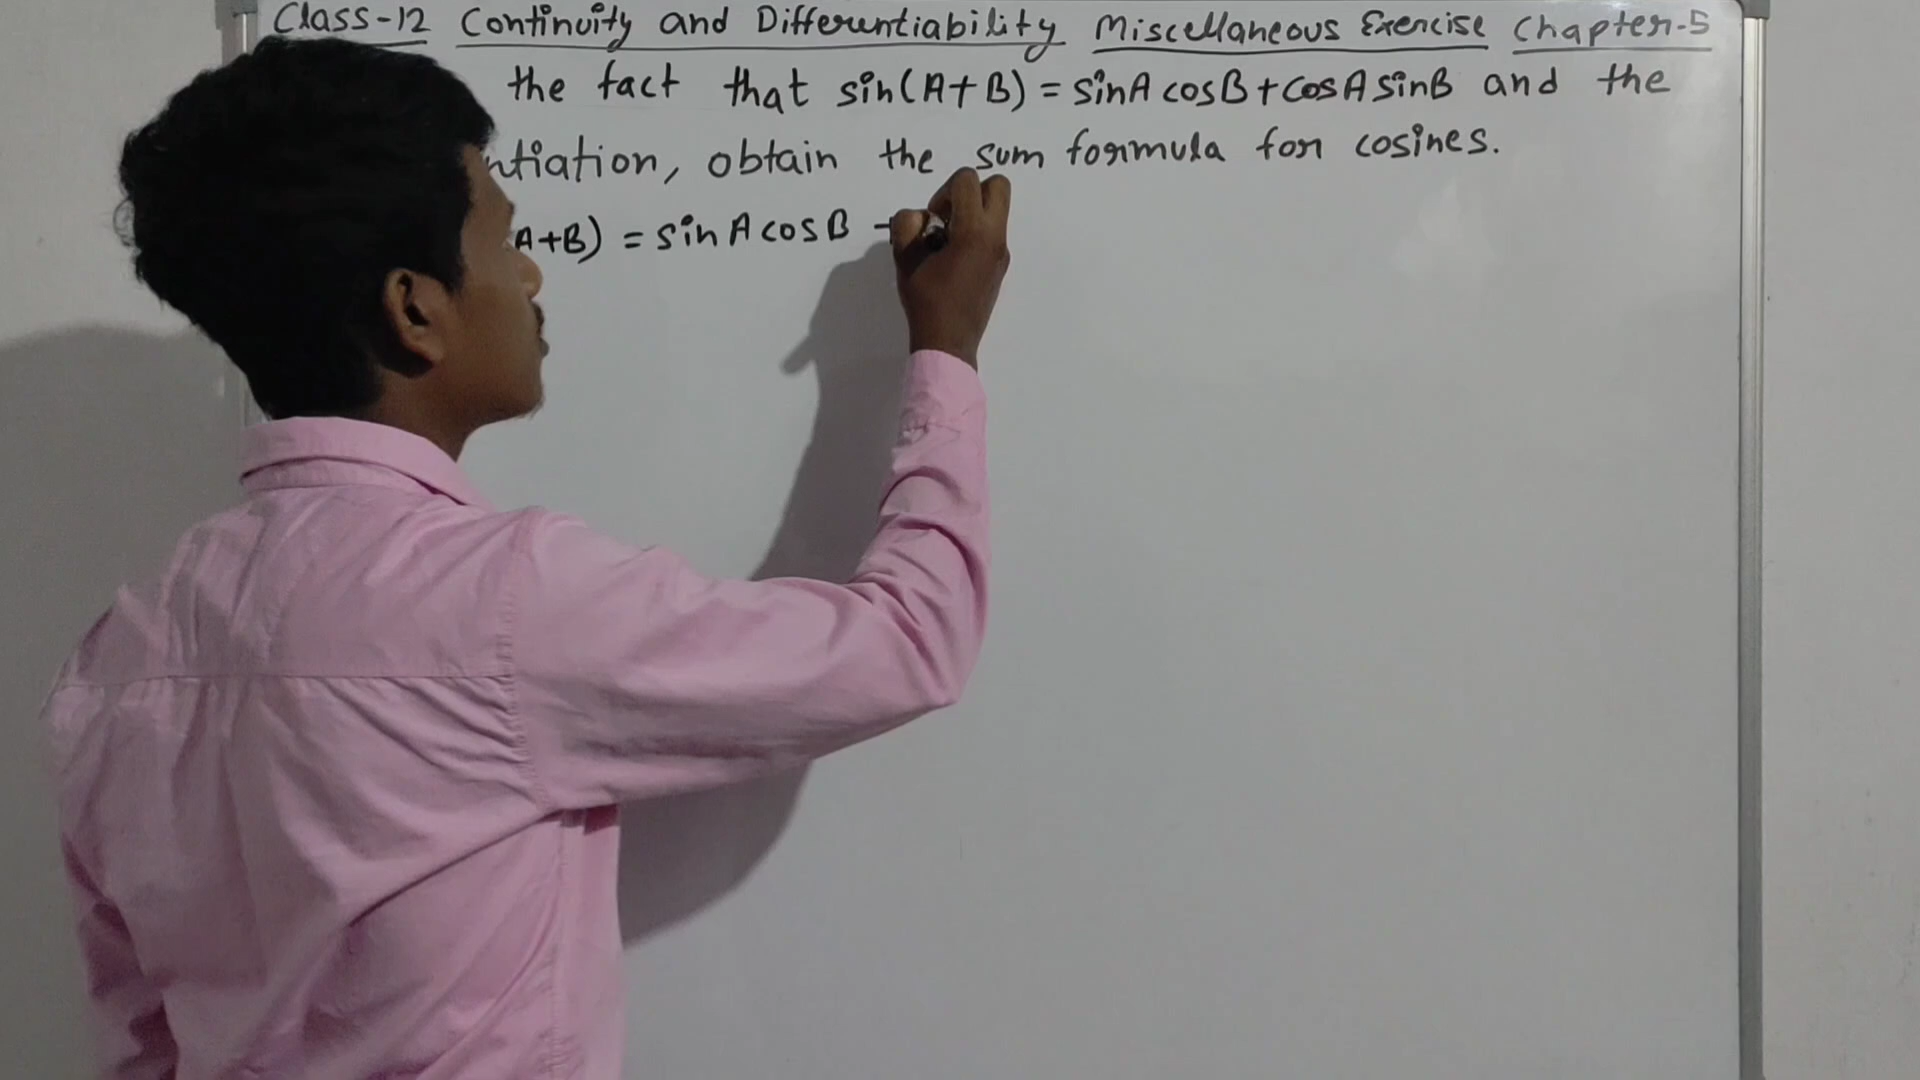 Class-12 Continuity and Differentiability Miscellaneous Exercise Chapter-5
the fact that sin(A+B) = sinA cosB + cosA sinB and the
ntiation, obtain the sum formula for cosines.
A+B) = sinA cosB